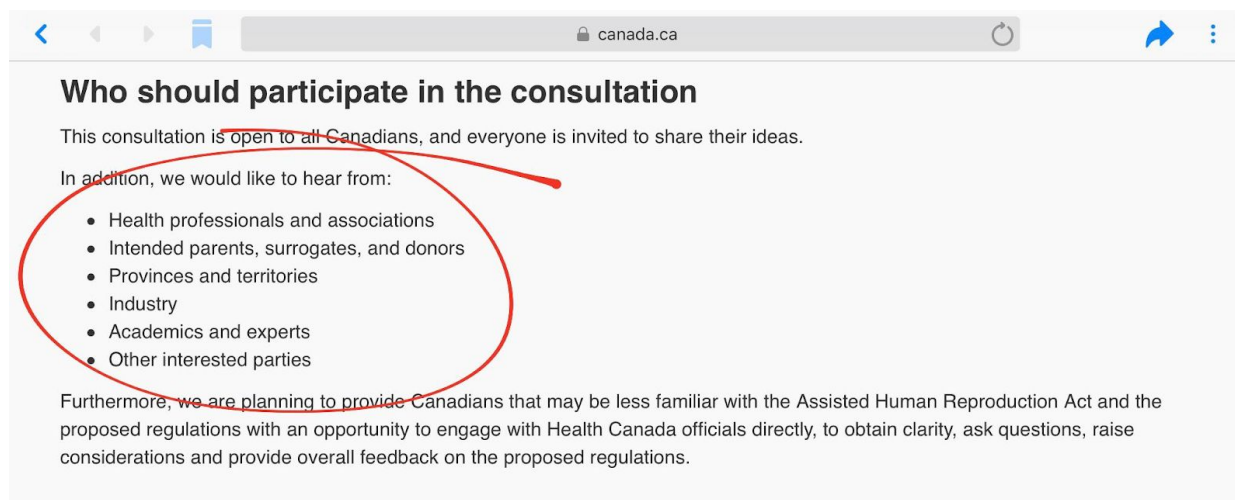 canada.ca
Who should participate in the consultation
This consultation is open to all Canadians, and everyone is invited to share their ideas.
In addition, we would like to hear from:
• Health professionals and associations
• Intended parents, surrogates, and donors
• Provinces and territories
• Industry
• Academics and experts
• Other interested parties
Furthermore, we are planning to provide Canadians that may be less familiar with the Assisted Human Reproduction Act and the
proposed regulations with an opportunity to engage with Health Canada officials directly, to obtain clarity, ask questions, raise
considerations and provide overall feedback on the proposed regulations.